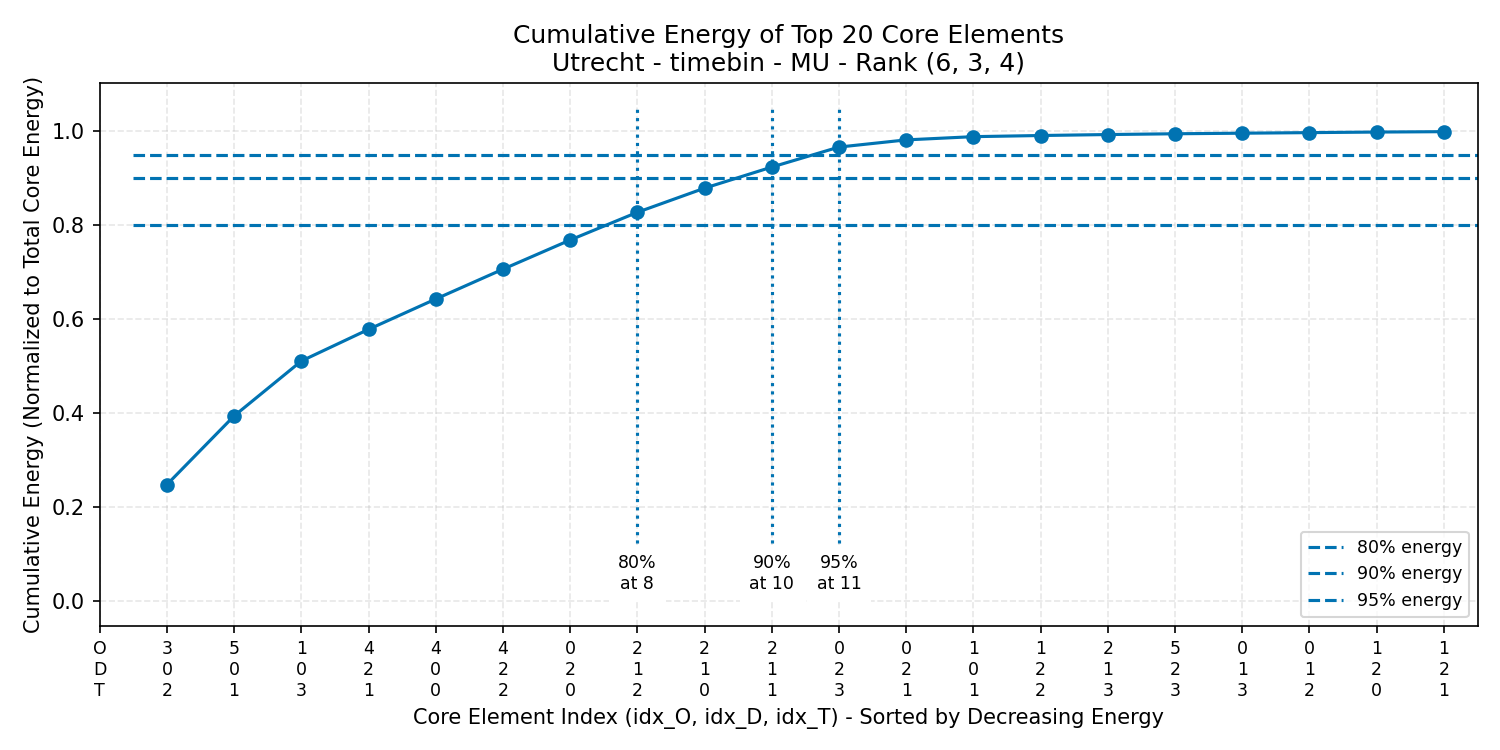 Cumulative Energy of Top 20 Core Elements
Utrecht - timebin - MU - Rank (6, 3, 4)
Cumulative Energy (Normalized to Total Core Energy)
1.0
0.8
0.6
0.4
0.2
0.0
80% at 8
90% at 10
95% at 11
80% energy
90% energy
95% energy
O 3 5 1 4 4 4 0 2 2 2 0 0 1 1 2 5 0 0 1 1
D 0 0 0 2 0 2 2 1 1 1 2 2 0 2 1 2 1 1 2 2
T 2 1 3 1 0 2 0 2 0 1 3 1 1 2 3 3 3 2 0 1
Core Element Index (idx_O, idx_D, idx_T) - Sorted by Decreasing Energy